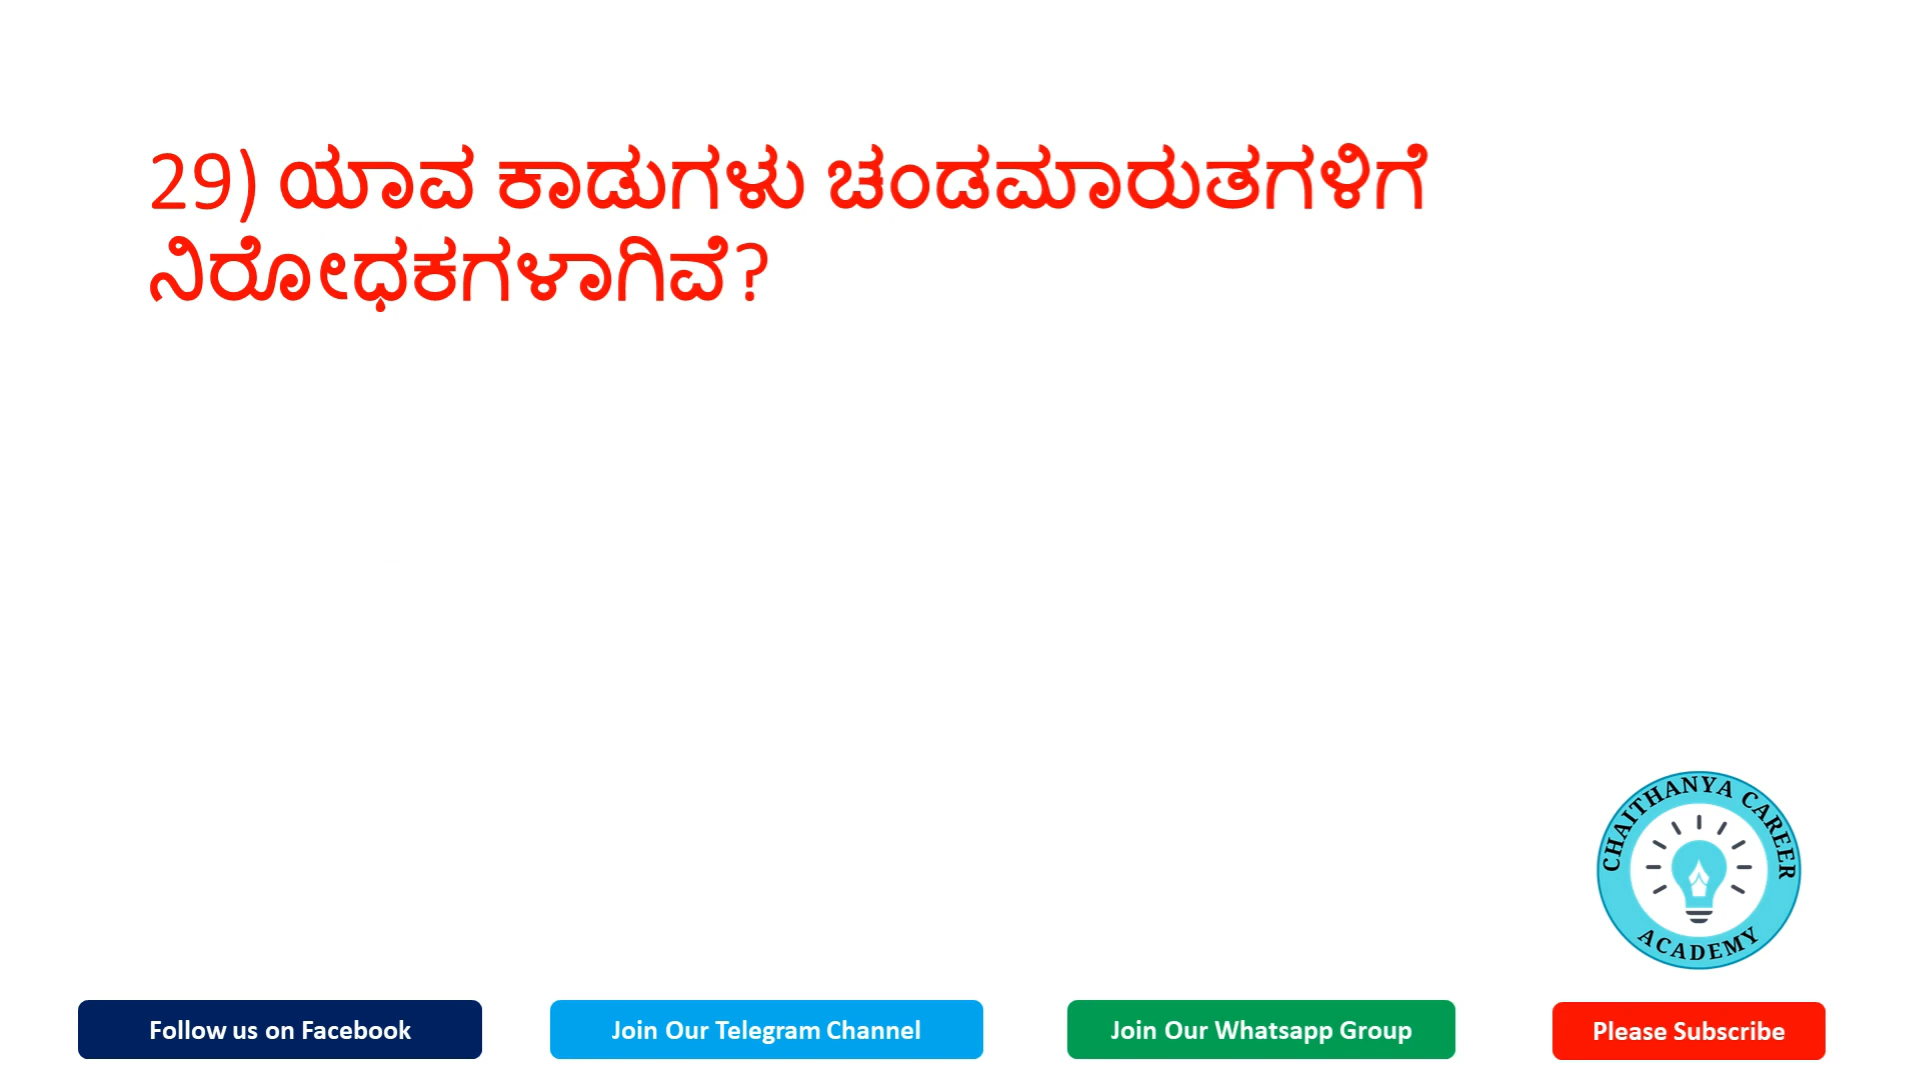 29) ಯಾವ ಕಾಡುಗಳು ಚಂಡಮಾರುತಗಳಿಗೆ
ನಿರೋಧಕಗಳಾಗಿವೆ?
CHAITHANYA CAREER
ACADEMY
Follow us on Facebook
Join Our Telegram Channel
Join Our Whatsapp Group
Please Subscribe